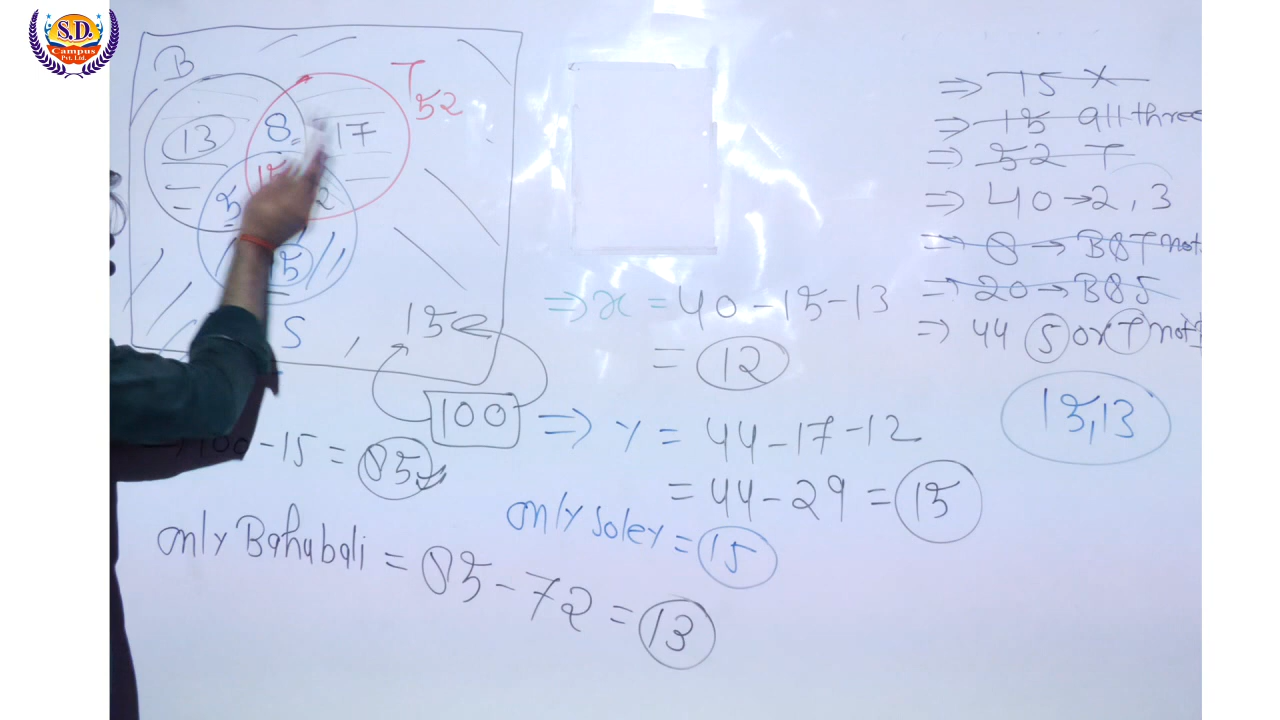 S.D.
Campus
Pvt. Ltd.
B
T
52
13
8
17
15
5
2
15
S
15
100
100 - 15 = 85
only Bahubali = 85 - 72 = 13
⇒ x = 40 - 15 - 13
= 12
⇒ y = 44 - 17 - 12
= 44 - 29 = 15
only soley = 15
⇒ 15 X
⇒ 15 all three
⇒ 52 T
⇒ 40 → 2, 3
⇒ 8 → B&T not
⇒ 20 → B&S
⇒ 44 S or T not
15, 13